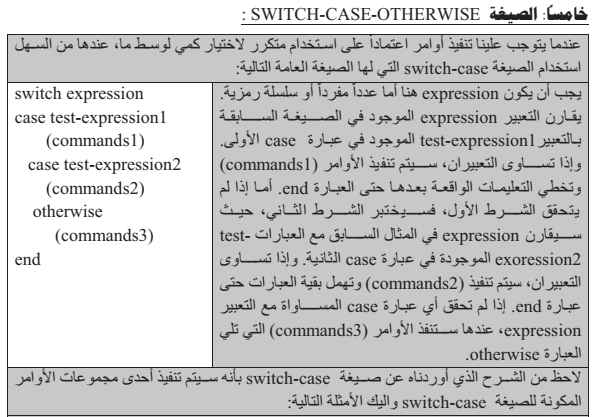 خامساً: الصيغة SWITCH-CASE-OTHERWISE :
عندما يتوجب علينا تنفيذ أوامر اعتماداً على استخدام متكرر لاختيار كمي لوسط ما، عندها من السهل
استخدام الصيغة switch-case التي لها الصيغة العامة التالية:
يجب أن يكون expression هنا أما عدداً مفرداً أو سلسلة رمزية.
يقارن التعبير expression الموجود في الصيغة السابقة
بالتعبير test-expression1 الموجود في عبارة case الأولى.
وإذا تساوى التعبيران، سيتم تنفيذ الأوامر (commands1)
وتخطي التعليمات الواقعة بعدها حتى العبارة end. أما إذا لم
يتحقق الشرط الأول، فسيختبر الشرط الثاني، حيث
سيقارن expression في المثال السابق مع العبارات test-
exoression2 الموجودة في عبارة case الثانية. وإذا تساوى
التعبيران، سيتم تنفيذ (commands2) وتهمل بقية العبارات حتى
عبارة end. إذا لم تحقق أي عبارة case المساواة مع التعبير
expression، عندها ستنفذ الأوامر (commands3) التي تلي
العبارة otherwise.
switch expression
case test-expression1
(commands1)
case test-expression2
(commands2)
otherwise
(commands3)
end
لاحظ من الشرح الذي أوردناه عن صيغة switch-case بأنه سيتم تنفيذ أحدى مجموعات الأوامر
المكونة للصيغة switch-case واليك الأمثلة التالية: